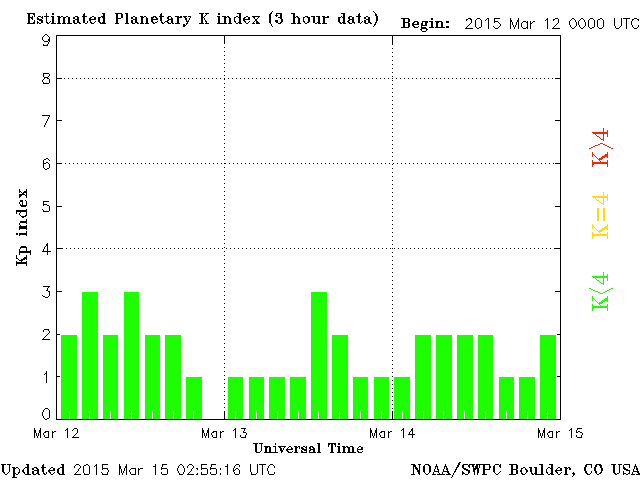 Estimated Planetary K index (3 hour data)
Begin: 2015 Mar 12 0000 UTC
9
8
7
6
5
4
3
2
1
0
Kp index
K>4
K=4
K<4
Mar 12
Mar 13
Mar 14
Mar 15
Universal Time
Updated 2015 Mar 15 02:55:16 UTC
NOAA/SWPC Boulder, CO USA